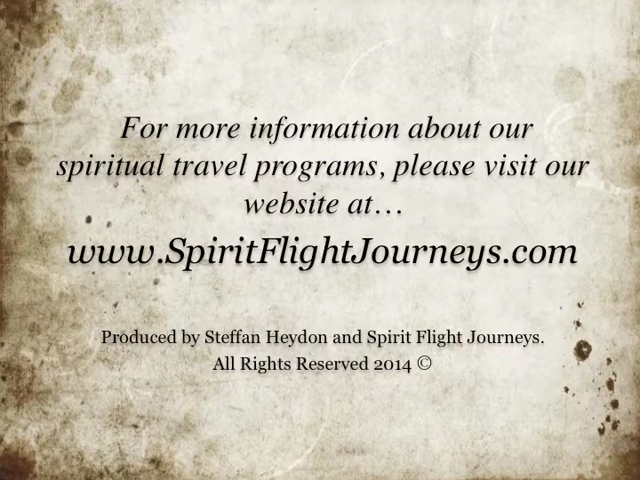 For more information about our
spiritual travel programs, please visit our
website at…
www.SpiritFlightJourneys.com
Produced by Steffan Heydon and Spirit Flight Journeys.
All Rights Reserved 2014 ©